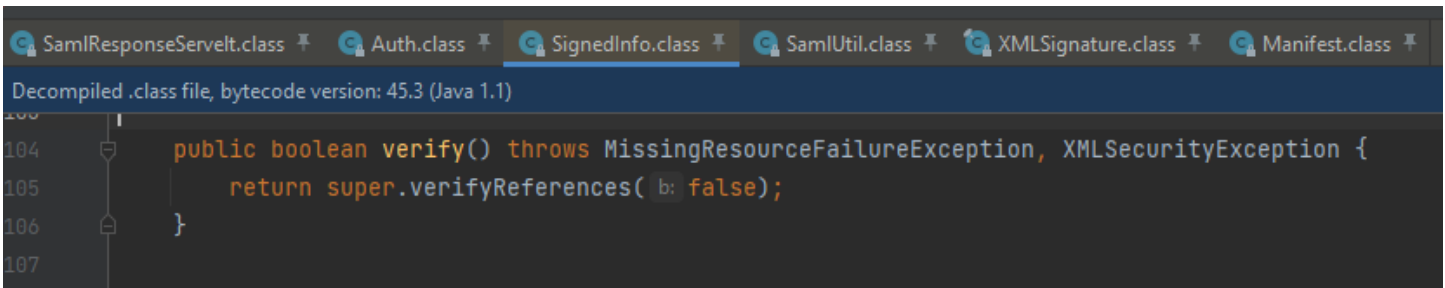 SamlResponseServelt.class Auth.class SignedInfo.class SamlUtil.class XMLSignature.class Manifest.class
Decompiled .class file, bytecode version: 45.3 (Java 1.1)
104 public boolean verify() throws MissingResourceFailureException, XMLSecurityException {
105 return super.verifyReferences( b: false);
106 }
107